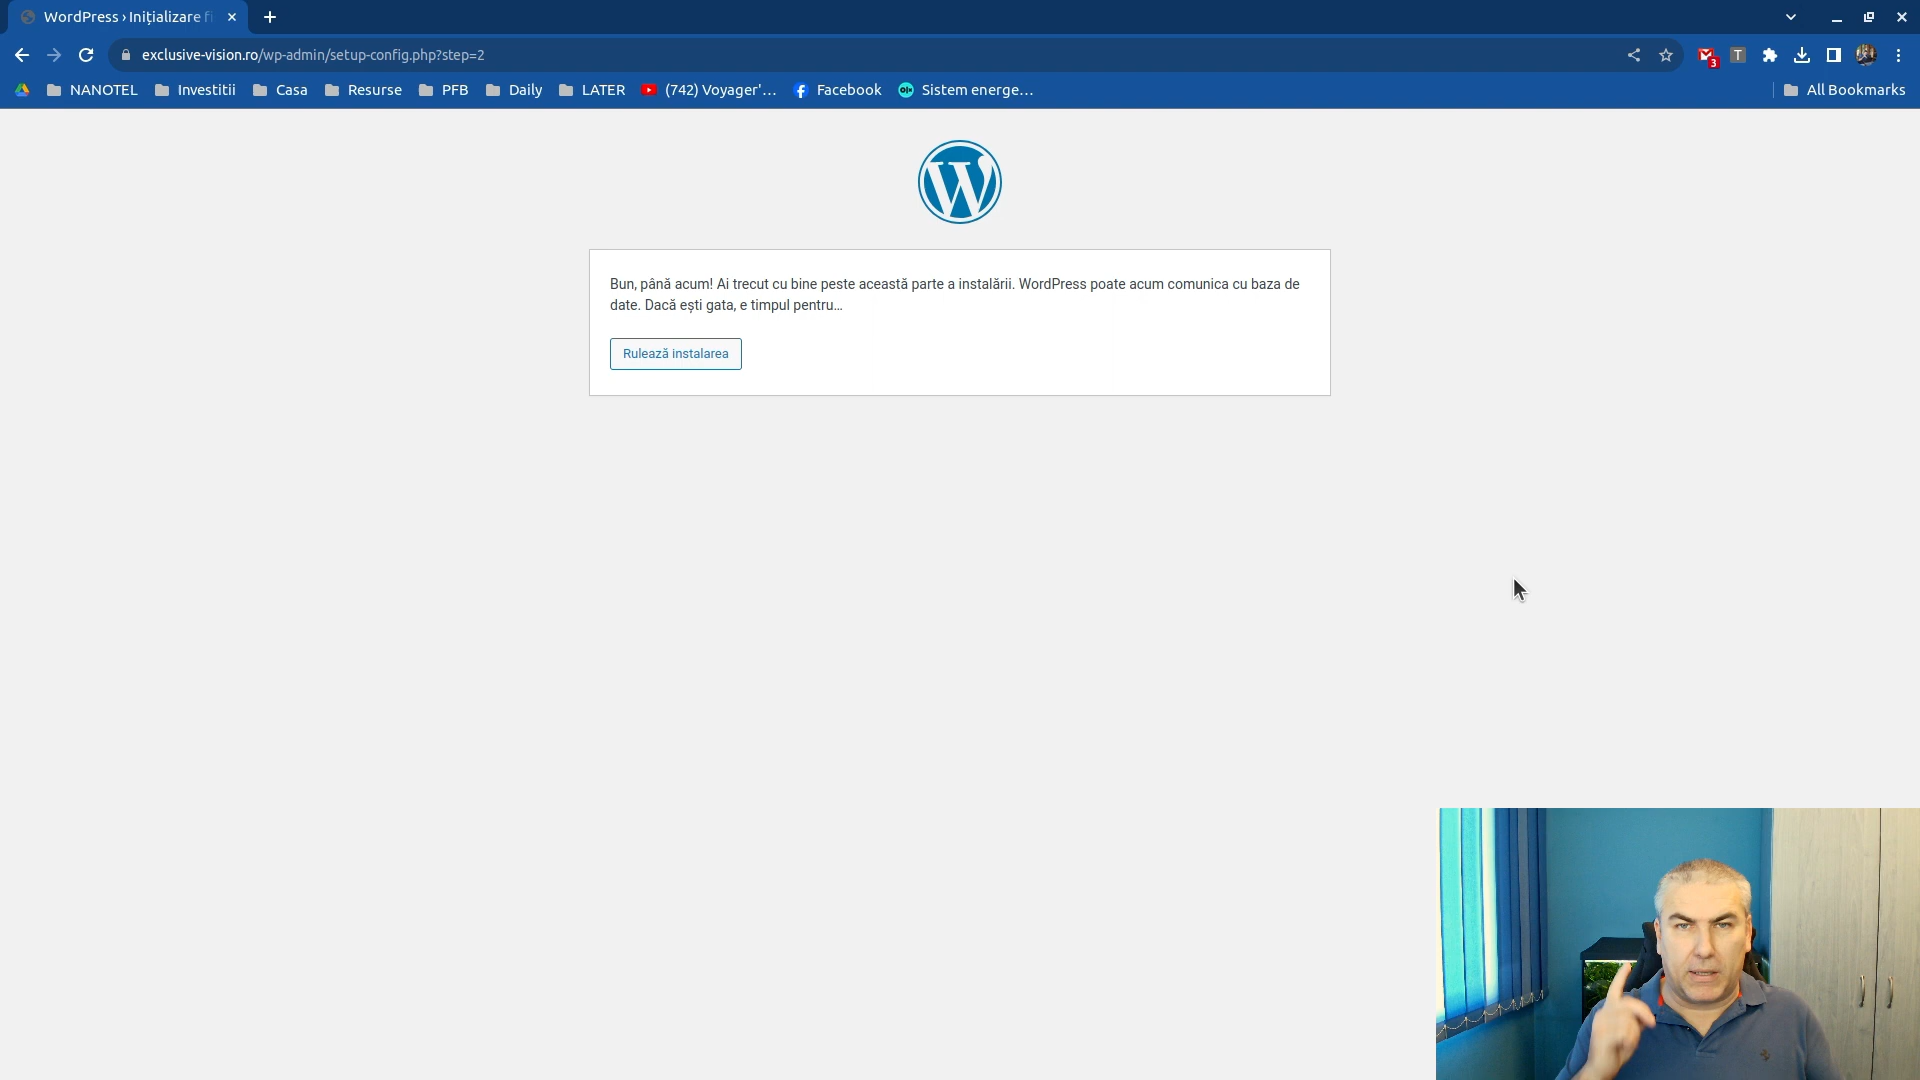 WordPress › Inițializare fi
exclusive-vision.ro/wp-admin/setup-config.php?step=2
3
T
NANOTEL
Investitii
Casa
Resurse
PFB
Daily
LATER
(742) Voyager'...
Facebook
Sistem energe...
All Bookmarks
W
Bun, până acum! Ai trecut cu bine peste această parte a instalării. WordPress poate acum comunica cu baza de
date. Dacă ești gata, e timpul pentru...
Rulează instalarea